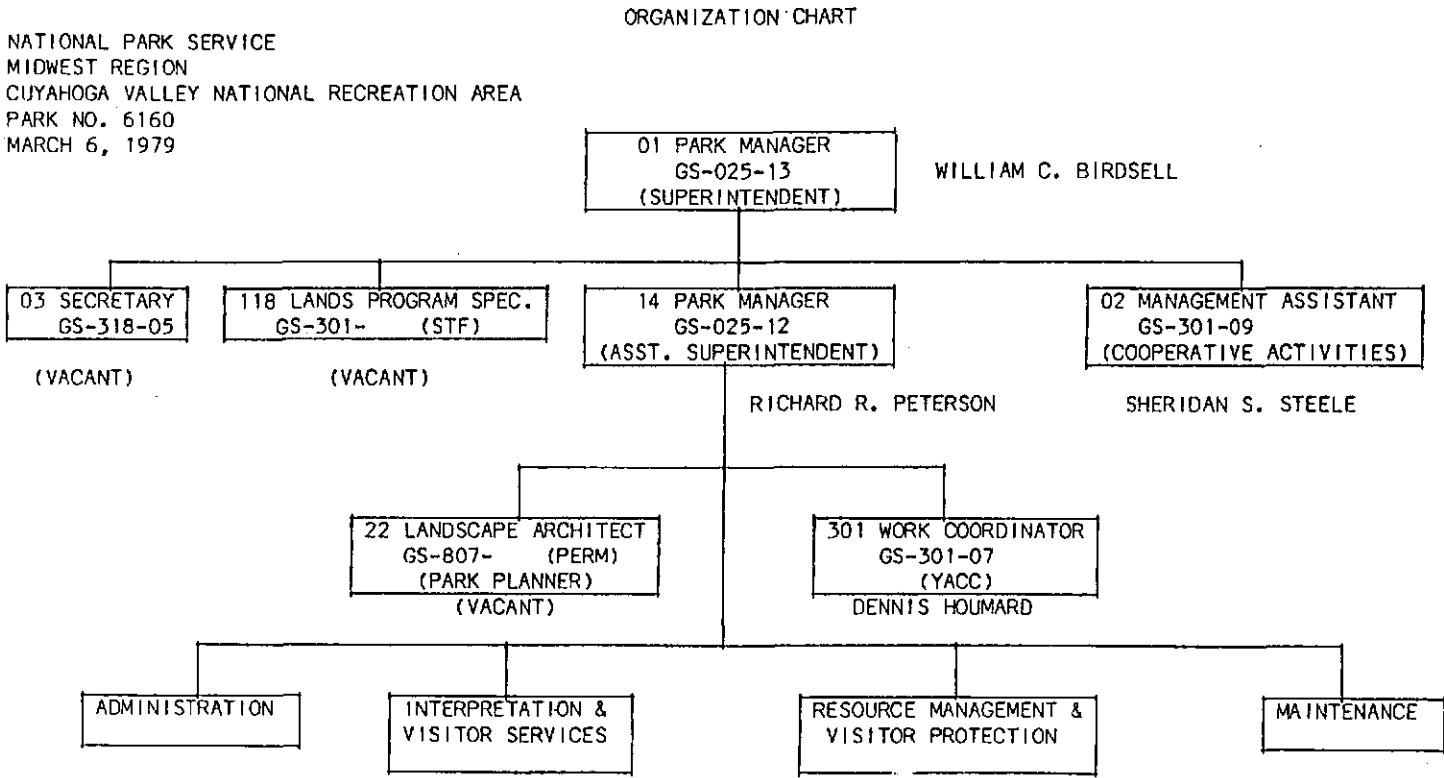 ORGANIZATION CHART
NATIONAL PARK SERVICE
MIDWEST REGION
CUYAHOGA VALLEY NATIONAL RECREATION AREA
PARK NO. 6160
MARCH 6, 1979
01 PARK MANAGER
GS-025-13
(SUPERINTENDENT)
WILLIAM C. BIRDSELL
03 SECRETARY
GS-318-05
(VACANT)
118 LANDS PROGRAM SPEC.
GS-301- (STF)
(VACANT)
14 PARK MANAGER
GS-025-12
(ASST. SUPERINTENDENT)
RICHARD R. PETERSON
02 MANAGEMENT ASSISTANT
GS-301-09
(COOPERATIVE ACTIVITIES)
SHERIDAN S. STEELE
22 LANDSCAPE ARCHITECT
GS-807- (PERM)
(PARK PLANNER)
(VACANT)
301 WORK COORDINATOR
GS-301-07
(YACC)
DENNIS HOUMARD
ADMINISTRATION
INTERPRETATION &
VISITOR SERVICES
RESOURCE MANAGEMENT &
VISITOR PROTECTION
MAINTENANCE